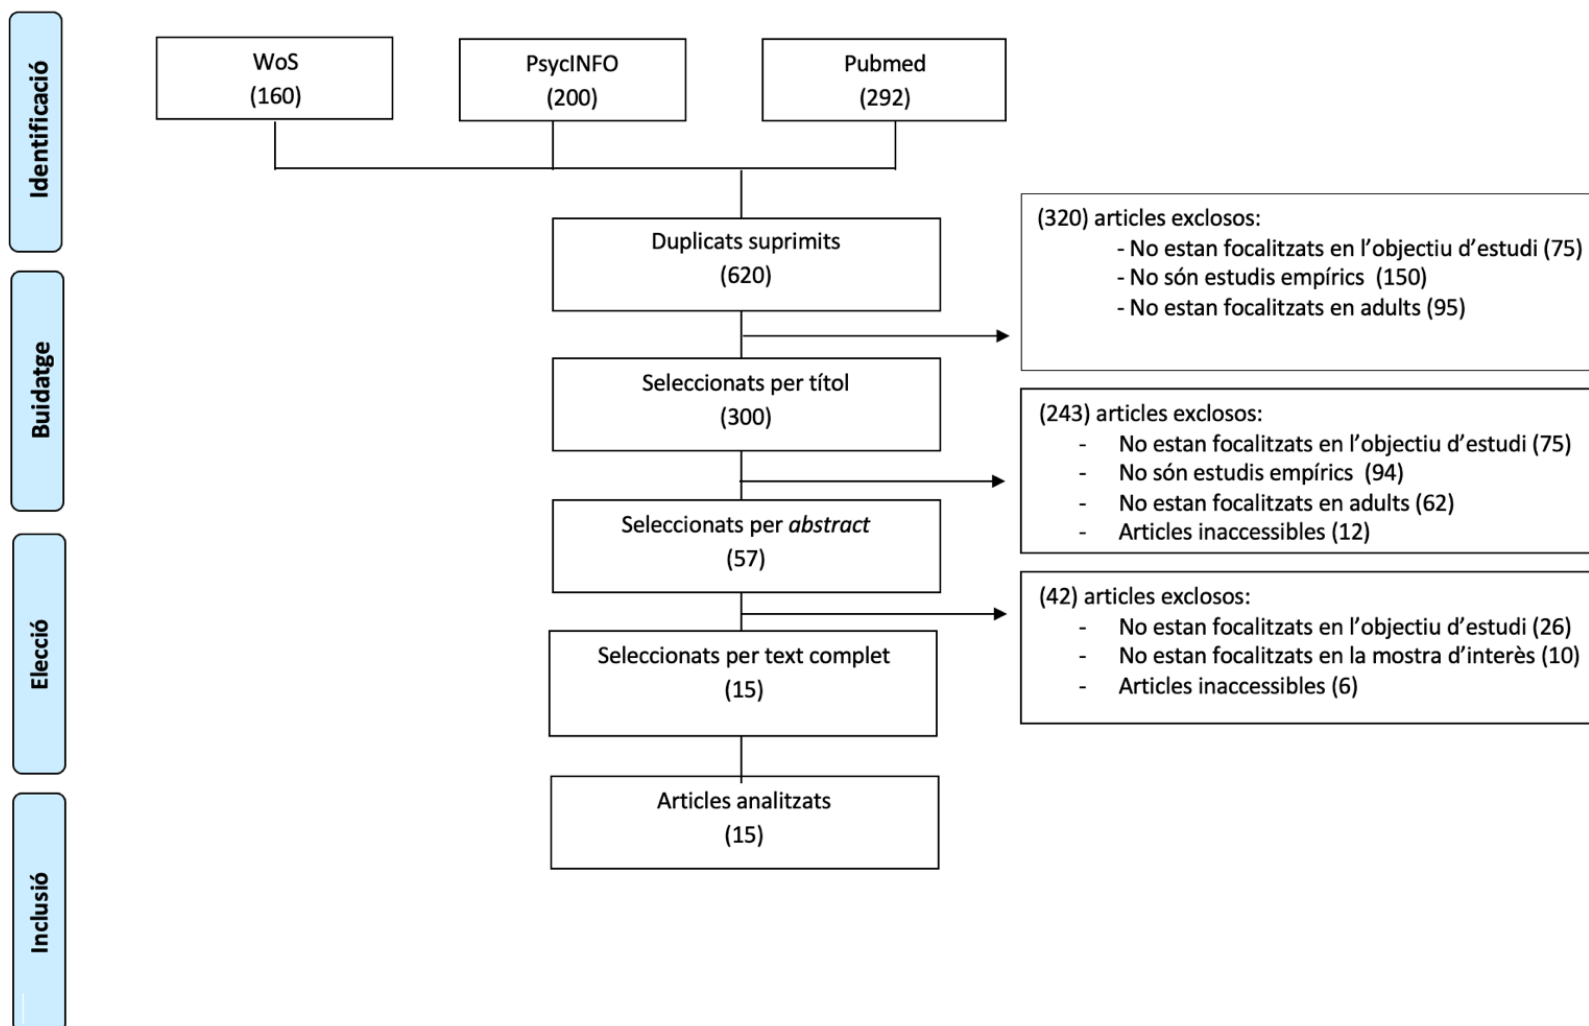 Identificació
WoS
(160)
PsycINFO
(200)
Pubmed
(292)
Duplicats suprimits
(620)
(320) articles exclosos:
- No estan focalitzats en l'objectiu d'estudi (75)
- No són estudis empírics (150)
- No estan focalitzats en adults (95)
Buidatge
Seleccionats per títol
(300)
(243) articles exclosos:
- No estan focalitzats en l'objectiu d'estudi (75)
- No són estudis empírics (94)
- No estan focalitzats en adults (62)
- Articles inaccessibles (12)
Seleccionats per abstract
(57)
Elecció
(42) articles exclosos:
- No estan focalitzats en l'objectiu d'estudi (26)
- No estan focalitzats en la mostra d'interès (10)
- Articles inaccessibles (6)
Seleccionats per text complet
(15)
Inclusió
Articles analitzats
(15)